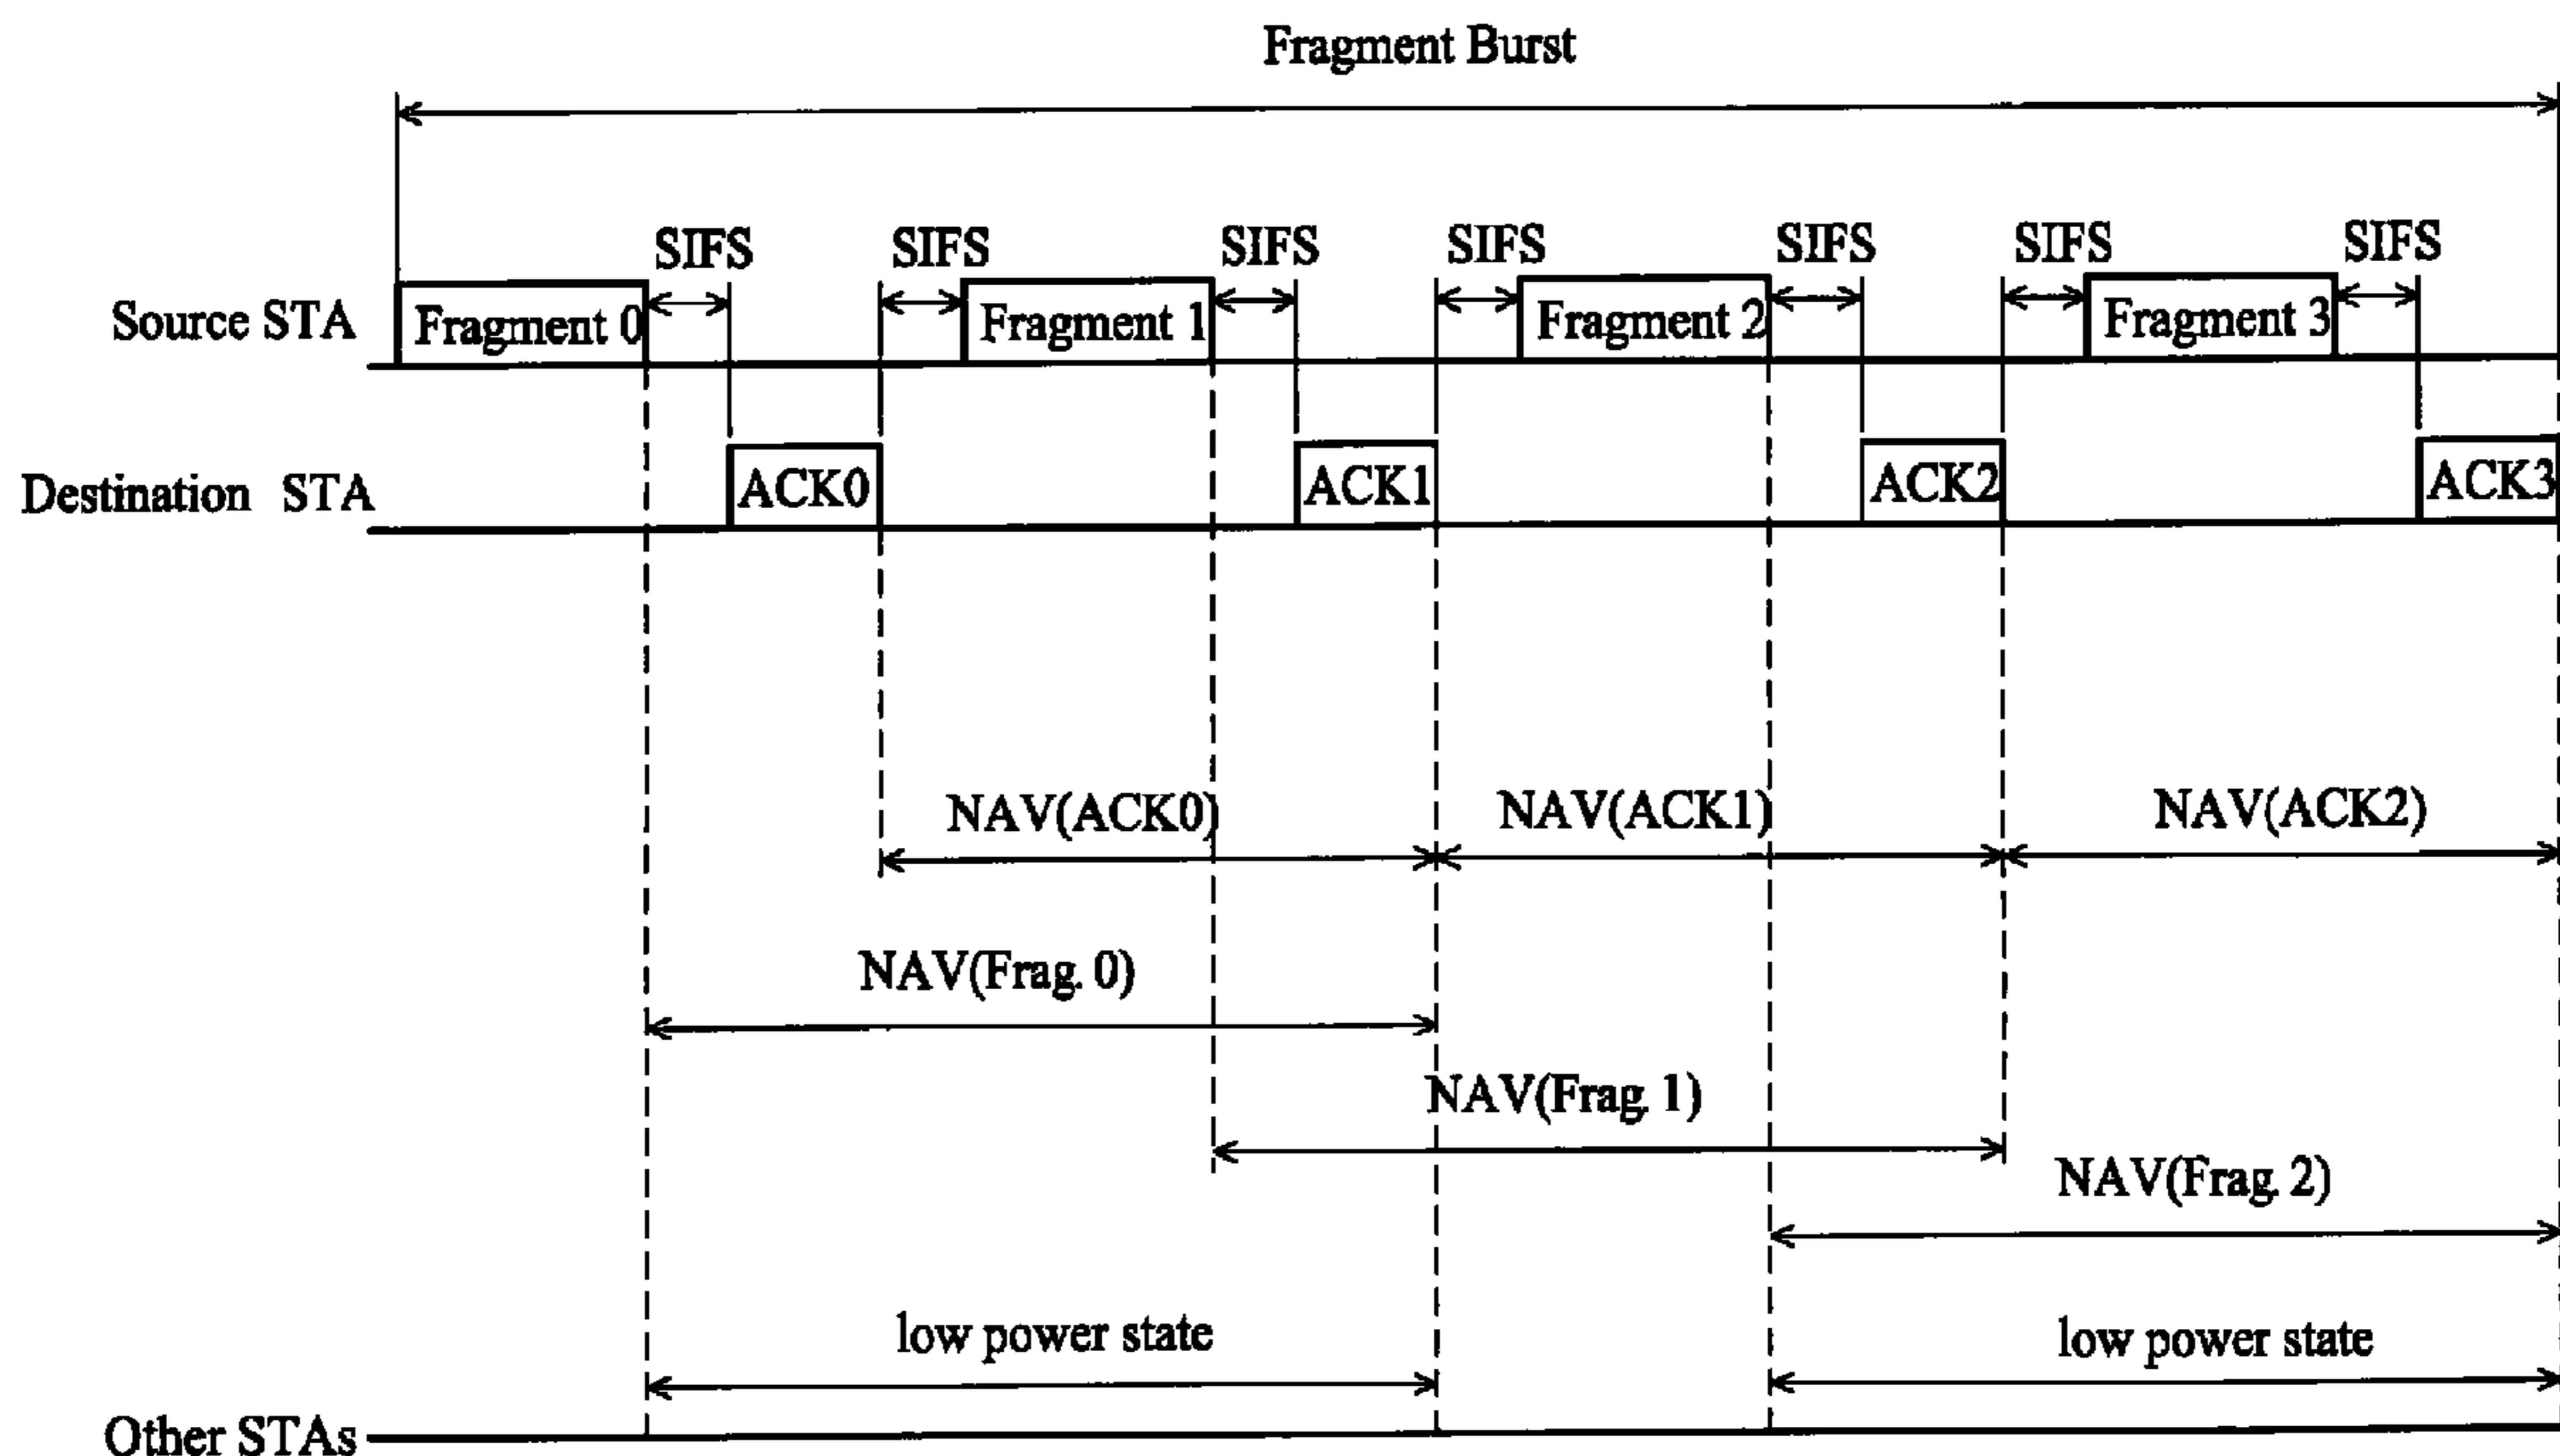 Fragment Burst
SIFS SIFS SIFS SIFS SIFS SIFS SIFS
Source STA Fragment 0 Fragment 1 Fragment 2 Fragment 3
Destination STA ACK0 ACK1 ACK2 ACK3
NAV(ACK0) NAV(ACK1) NAV(ACK2)
NAV(Frag. 0)
NAV(Frag. 1)
NAV(Frag. 2)
low power state low power state
Other STAs